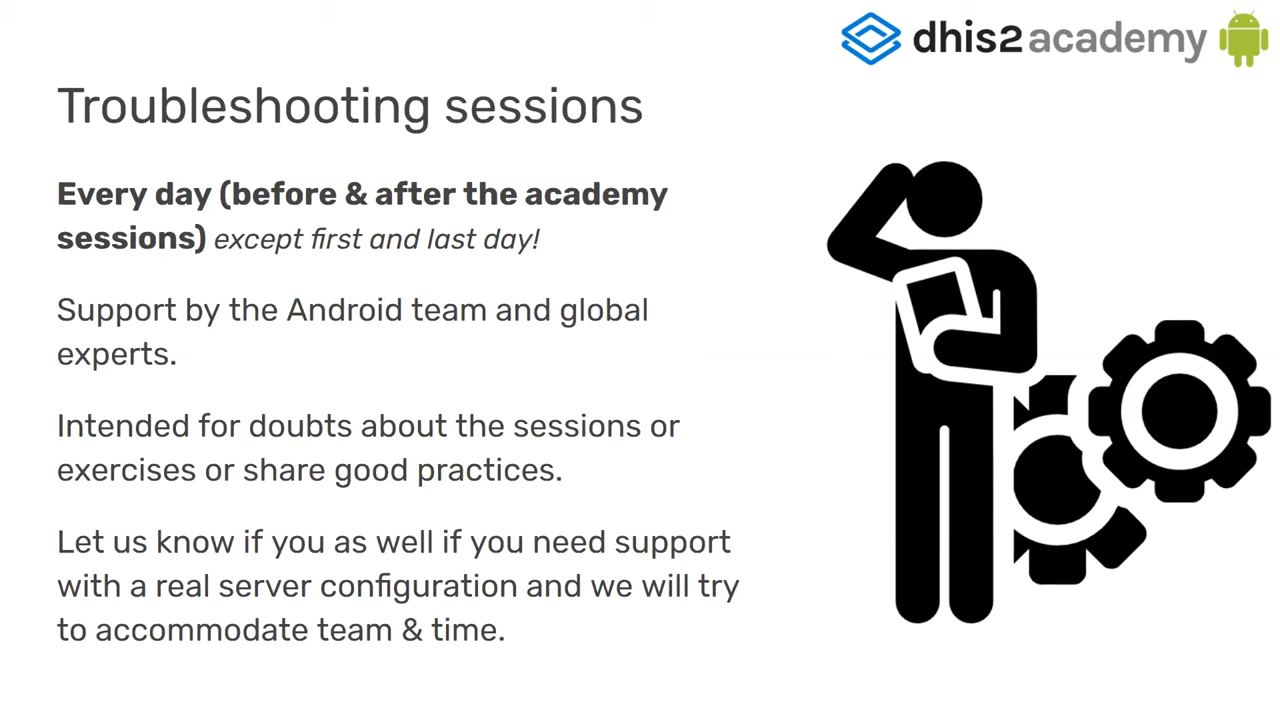 dhis2 academy
Troubleshooting sessions
Every day (before & after the academy
sessions) except first and last day!
Support by the Android team and global
experts.
Intended for doubts about the sessions or
exercises or share good practices.
Let us know if you as well if you need support
with a real server configuration and we will try
to accommodate team & time.